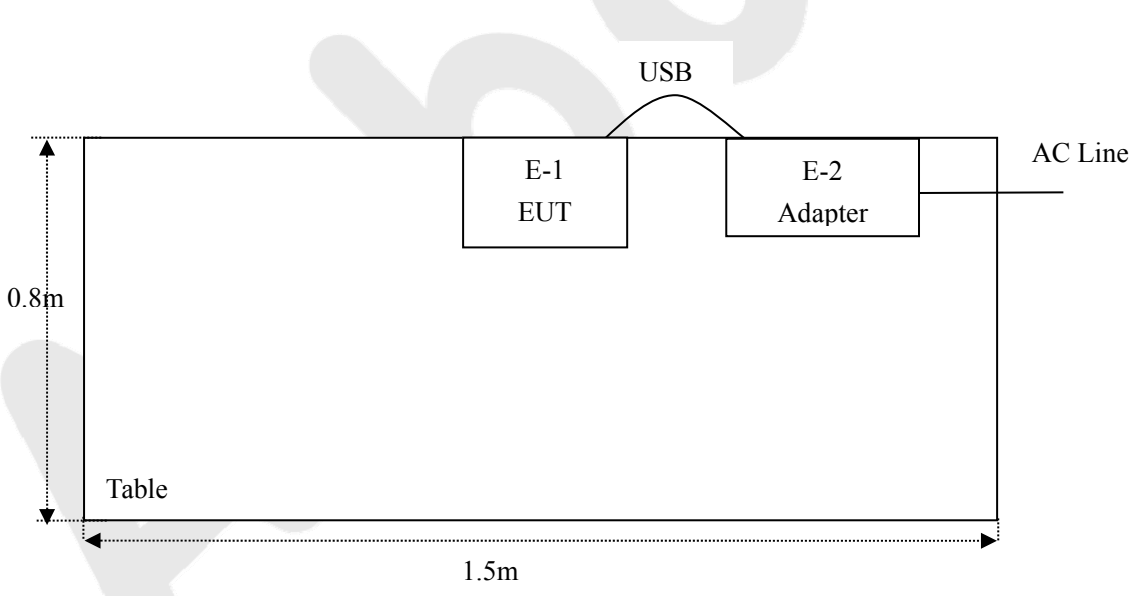 USB
AC Line
E-1
EUT
E-2
Adapter
0.8m
Table
1.5m